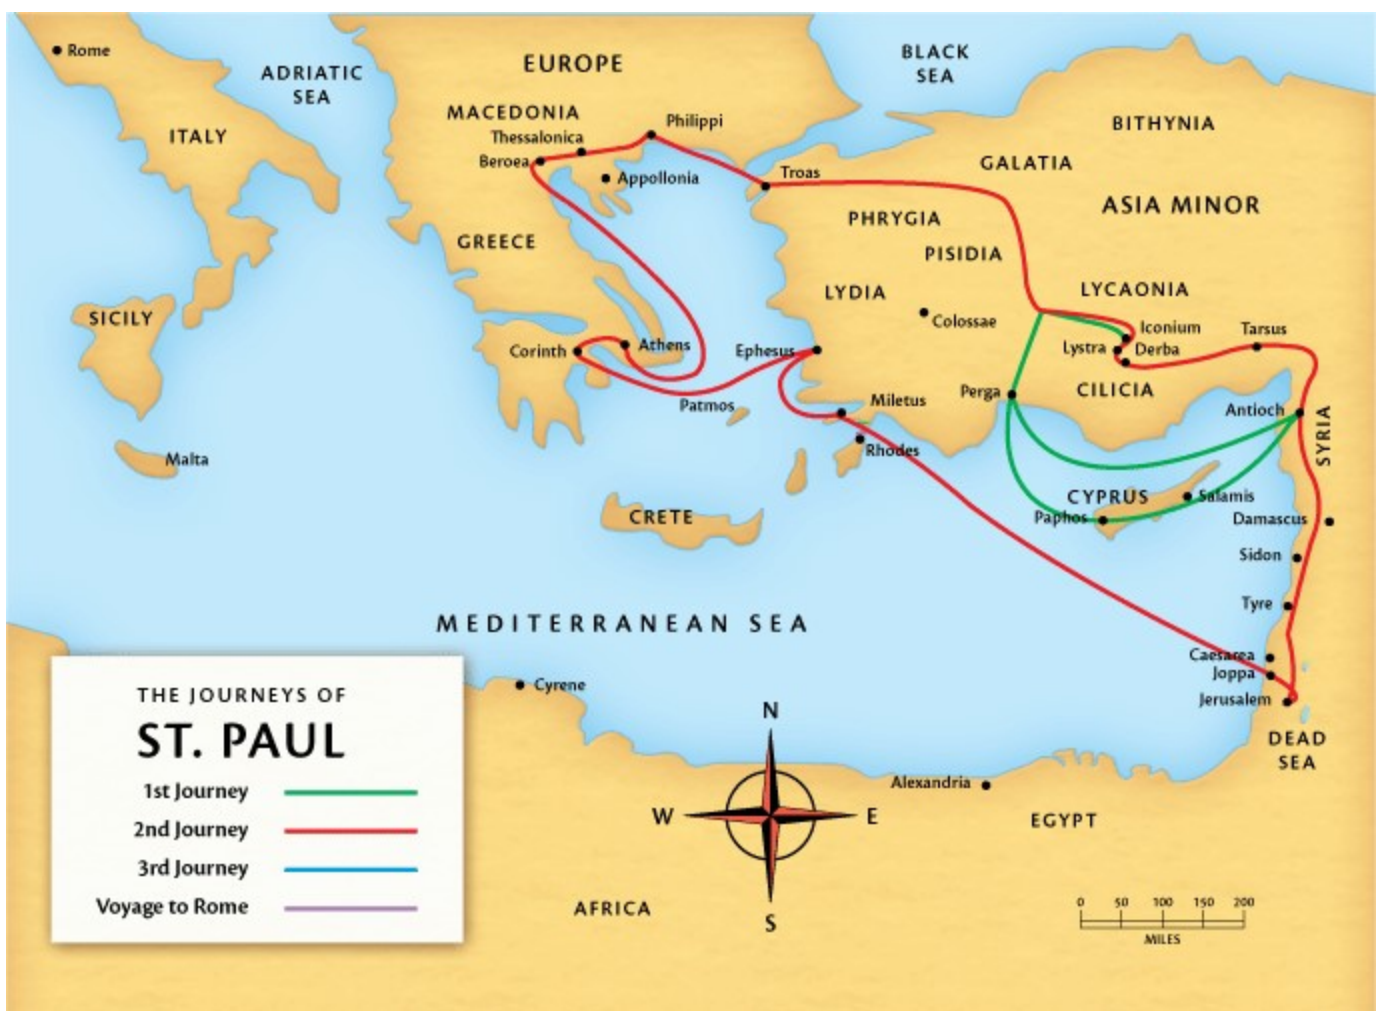 Rome
ADRIATIC
SEA
ITALY
EUROPE
BLACK
SEA
MACEDONIA
Thessalonica
Philippi
Beroea
Appollonia
Troas
BITHYNIA
GALATIA
ASIA MINOR
PHRYGIA
PISIDIA
GREECE
LYDIA
LYCAONIA
Colossae
SICILY
Iconium
Tarsus
Lystra
Derba
Corinth
Athens
Ephesus
Perga
CILICIA
Patmos
Miletus
Antioch
SYRIA
Malta
Rhodes
CYPRUS
Salamis
Paphos
CRETE
Damascus
Sidon
MEDITERRANEAN SEA
Tyre
Caesarea
Joppa
Jerusalem
Cyrene
DEAD
SEA
THE JOURNEYS OF
ST. PAUL
1st Journey
2nd Journey
3rd Journey
Voyage to Rome
N
W
E
S
Alexandria
EGYPT
AFRICA
0 50 100 150 200
MILES